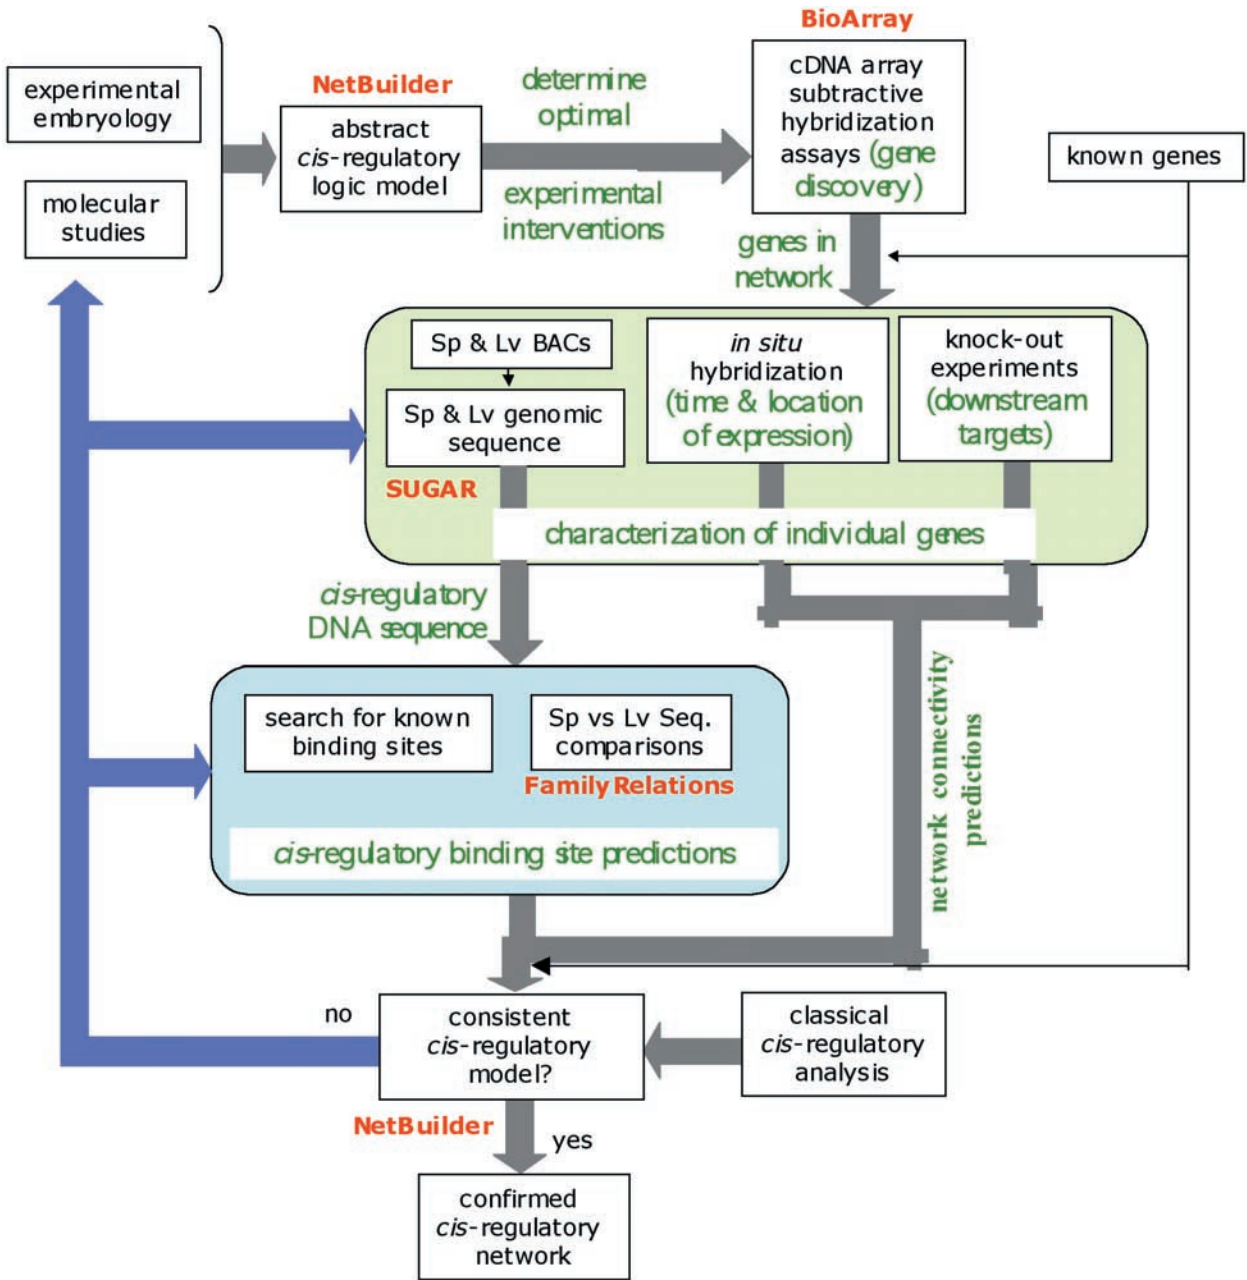 BioArray
experimental
embryology
NetBuilder
abstract
cis-regulatory
logic model
determine
optimal
experimental
interventions
cDNA array
subtractive
hybridization
assays (gene
discovery)
known genes
molecular
studies
genes in
network
Sp & Lv BACs
Sp & Lv genomic
sequence
SUGAR
in situ
hybridization
(time & location
of expression)
knock-out
experiments
(downstream
targets)
characterization of individual genes
cis-regulatory
DNA sequence
network connectivity
predictions
search for known
binding sites
Sp vs Lv Seq.
comparisons
FamilyRelations
cis-regulatory binding site predictions
no
consistent
cis-regulatory
model?
classical
cis-regulatory
analysis
NetBuilder
yes
confirmed
cis-regulatory
network